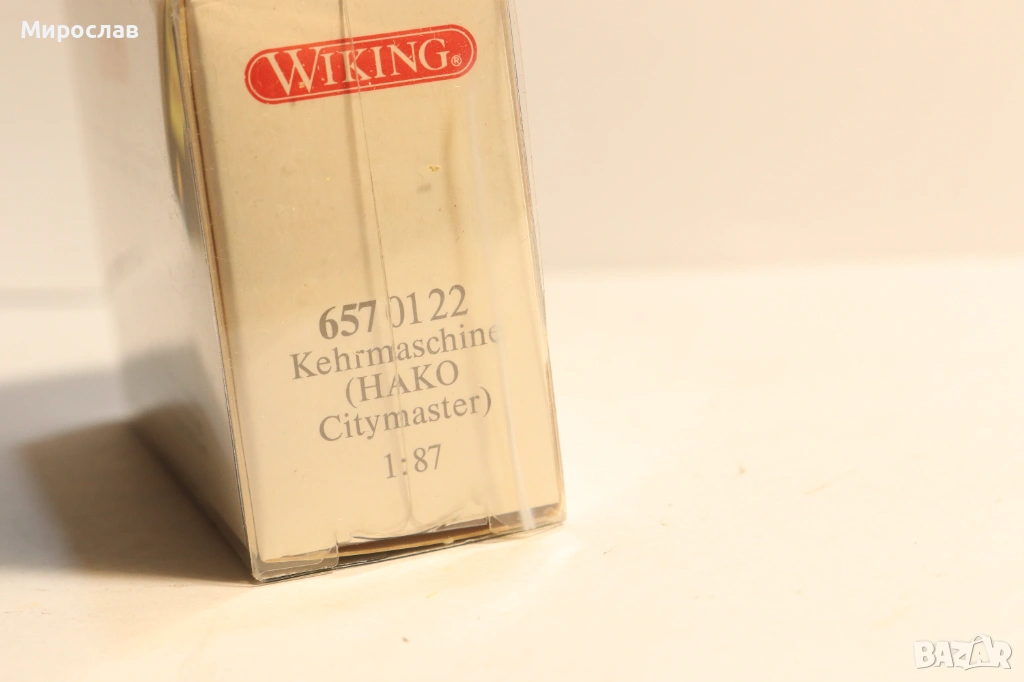 Мирослав
WIKING®
657 01 22
Kehrmaschine
(HAKO
Citymaster)
1:87
BAZAR